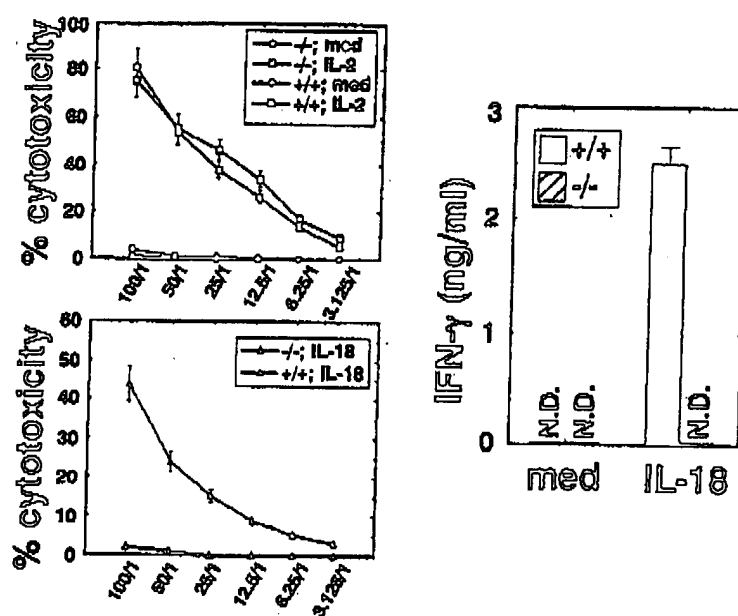 % cytotoxicity
100
80
60
40
20
0
-/-; med
-/-; IL-2
+/+; med
+/+; IL-2
100/1
50/1
25/1
12.5/1
6.25/1
3.125/1
% cytotoxicity
60
50
40
30
20
10
0
-/-; IL-18
+/+; IL-18
100/1
50/1
25/1
12.5/1
6.25/1
3.125/1
IFN-γ (ng/ml)
3
2
1
0
+/+
-/-
N.D.
N.D.
N.D.
med
IL-18